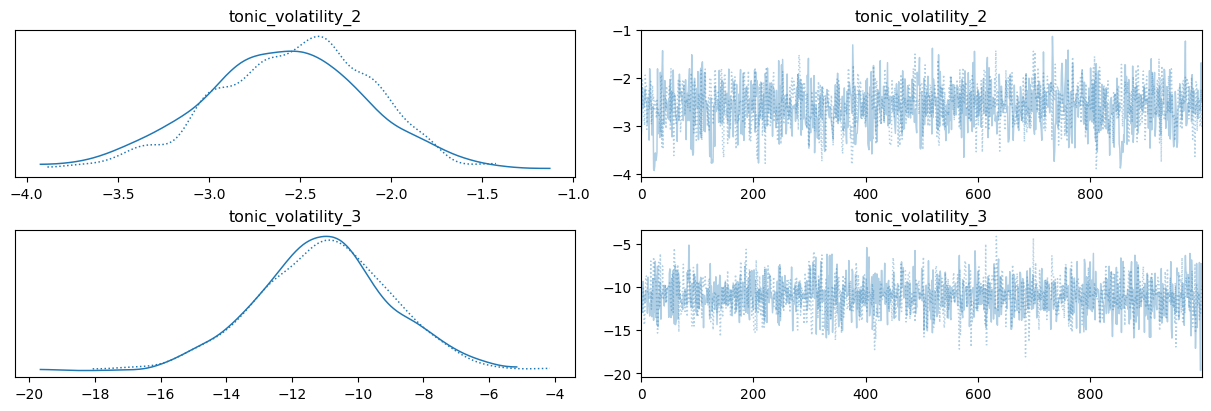 tonic_volatility_2
−4.0 −3.5 −3.0 −2.5 −2.0 −1.5 −1.0
tonic_volatility_2
−1
−2
−3
−4
0 200 400 600 800
tonic_volatility_3
−20 −18 −16 −14 −12 −10 −8 −6 −4
tonic_volatility_3
−5
−10
−15
−20
0 200 400 600 800